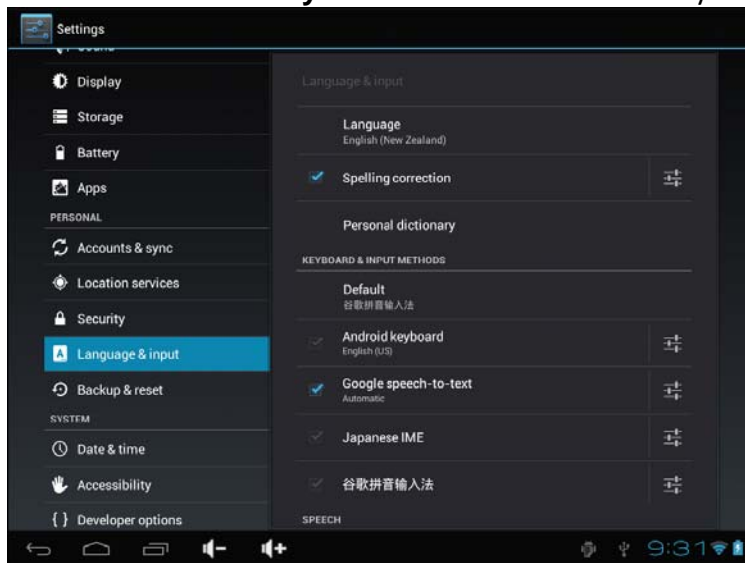 Settings
Display
Storage
Battery
Apps
PERSONAL
Accounts & sync
Location services
Security
Language & input
Backup & reset
SYSTEM
Date & time
Accessibility
{ } Developer options
Language & input
Language
English (New Zealand)
Spelling correction
Personal dictionary
KEYBOARD & INPUT METHODS
Default
谷歌拼音输入法
Android keyboard
English (US)
Google speech-to-text
Automatic
Japanese IME
谷歌拼音输入法
SPEECH
9:31